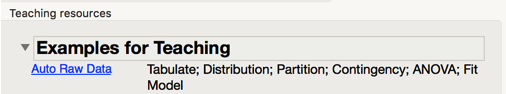 Teaching resources
Examples for Teaching
Auto Raw Data Tabulate; Distribution; Partition; Contingency; ANOVA; Fit
Model